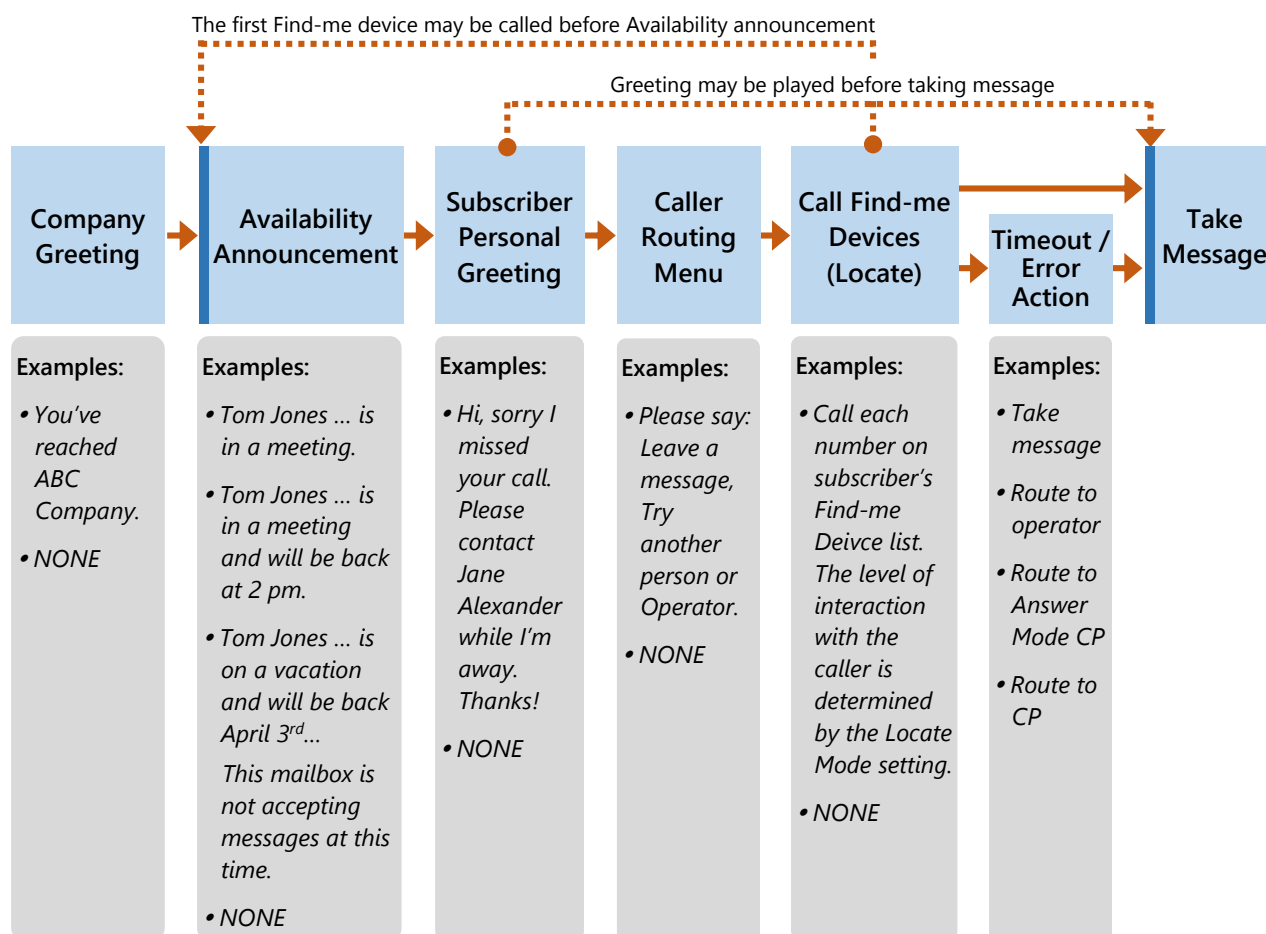 The first Find-me device may be called before Availability announcement
Greeting may be played before taking message
Company
Greeting
Availability
Announcement
Subscriber
Personal
Greeting
Caller
Routing
Menu
Call Find-me
Devices
(Locate)
Timeout /
Error
Action
Take
Message
Examples:
• You've
reached
ABC
Company.
• NONE
Examples:
• Tom Jones ... is
in a meeting.
• Tom Jones ... is
in a meeting
and will be back
at 2 pm.
• Tom Jones ... is
on a vacation
and will be back
April 3rd...
This mailbox is
not accepting
messages at this
time.
• NONE
Examples:
• Hi, sorry I
missed
your call.
Please
contact
Jane
Alexander
while I'm
away.
Thanks!
• NONE
Examples:
• Please say:
Leave a
message,
Try
another
person or
Operator.
• NONE
Examples:
• Call each
number on
subscriber's
Find-me
Deivce list.
The level of
interaction
with the
caller is
determined
by the Locate
Mode setting.
• NONE
Examples:
• Take
message
• Route to
operator
• Route to
Answer
Mode CP
• Route to
CP